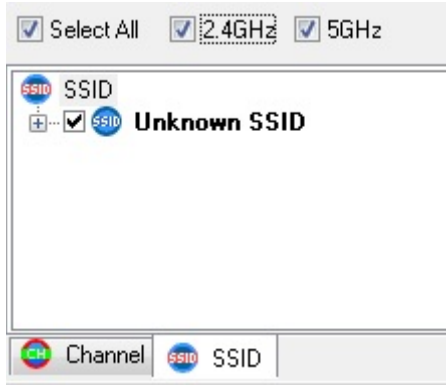 Select All 2.4GHz 5GHz
SSID SSID
SSID Unknown SSID
CH Channel SSID SSID